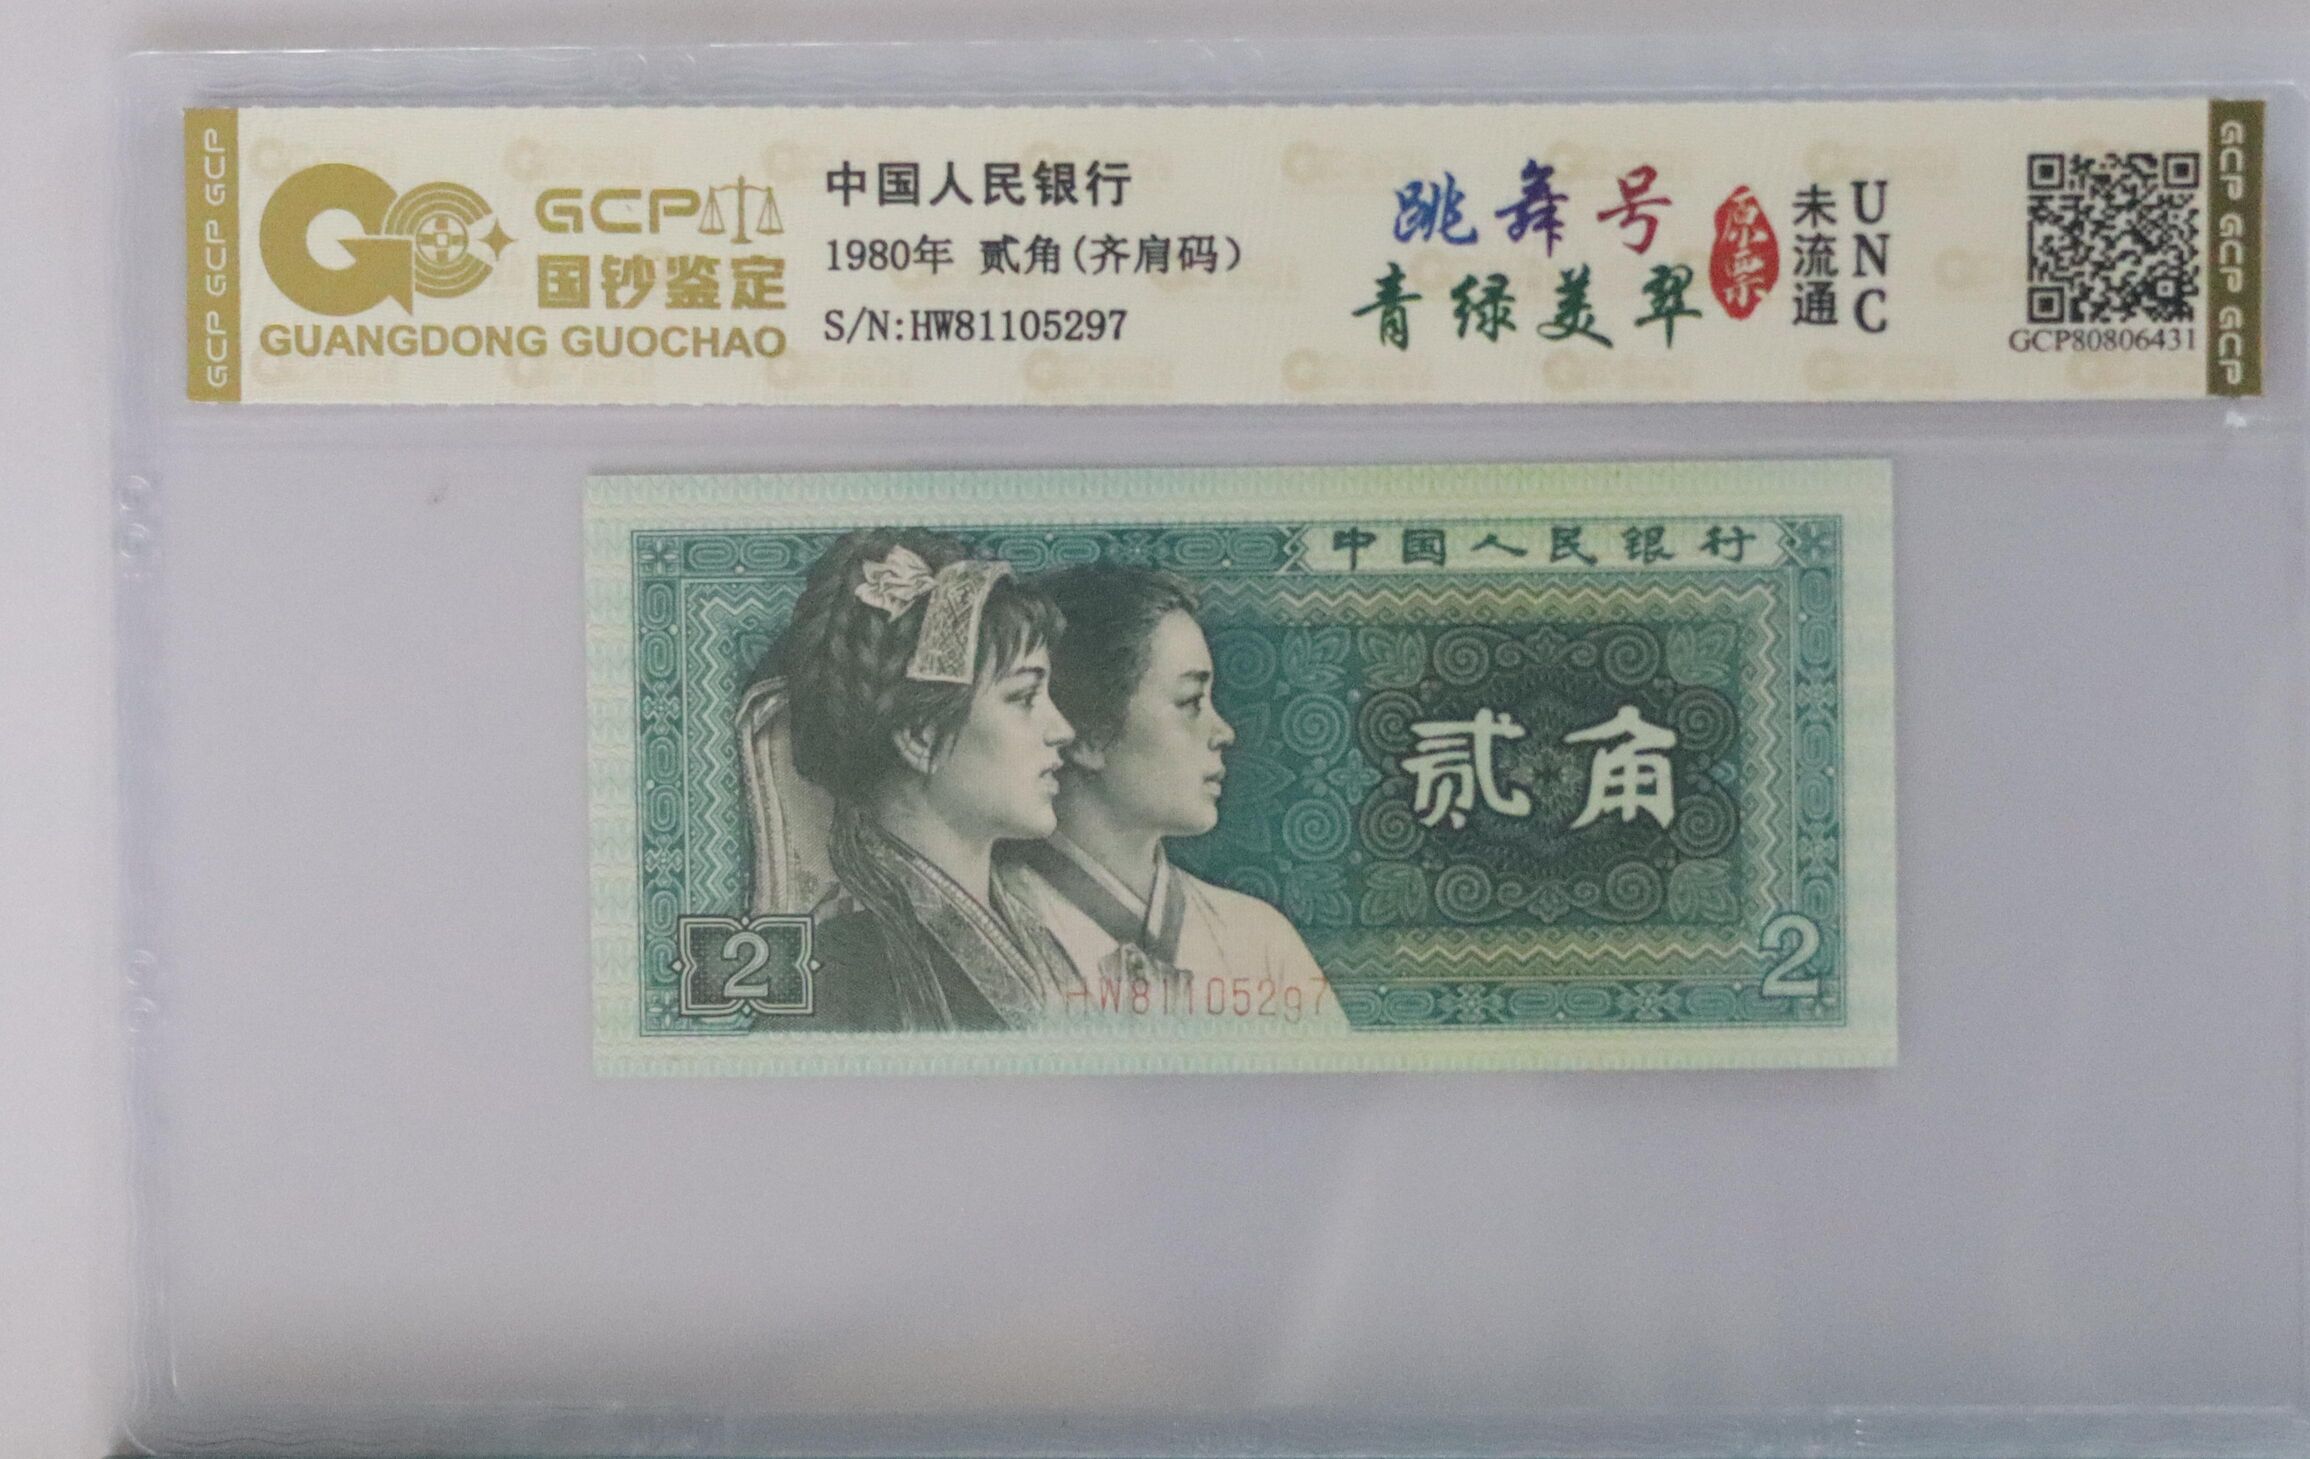 GCP GCP GCP
GCP
国钞鉴定
GUANGDONG GUOCHAO
中国人民银行
1980年 贰角(齐肩码)
S/N:HW81105297
跳舞号
青绿美翠
原票
未流通
UNC
GCP80806431
GCP GCP GCP
中国人民银行
贰角
2
HW81105297
2